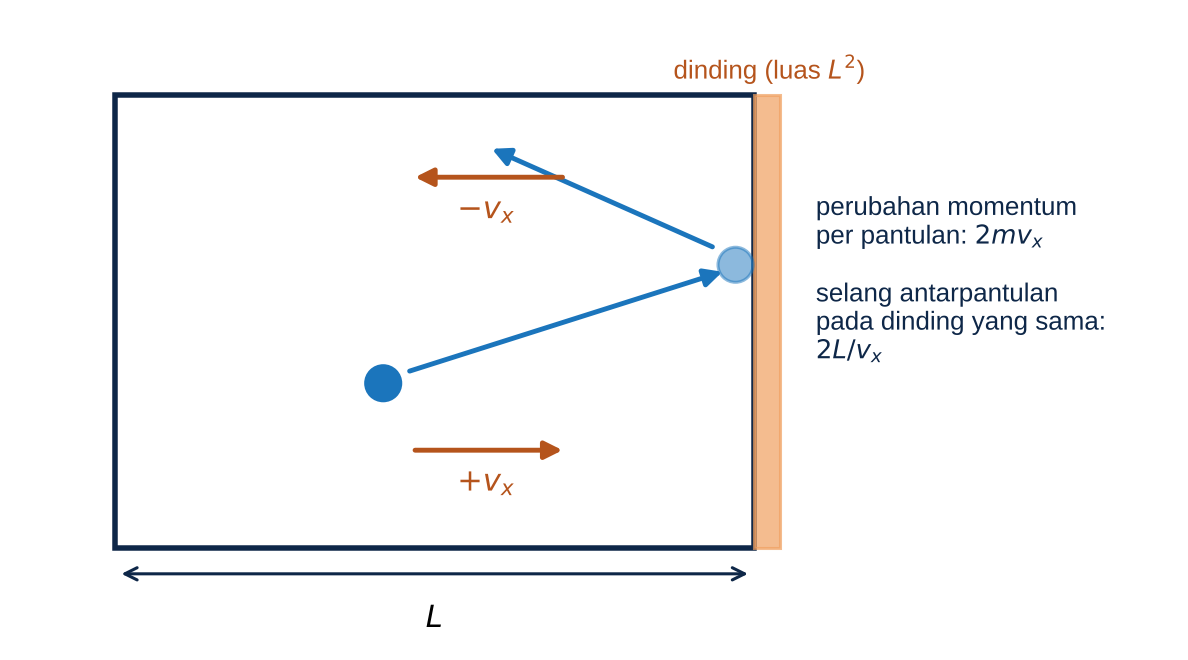 dinding (luas L²)
−vₓ
perubahan momentum
per pantulan: 2mvₓ
selang antarpantulan
pada dinding yang sama:
2L/vₓ
+vₓ
L